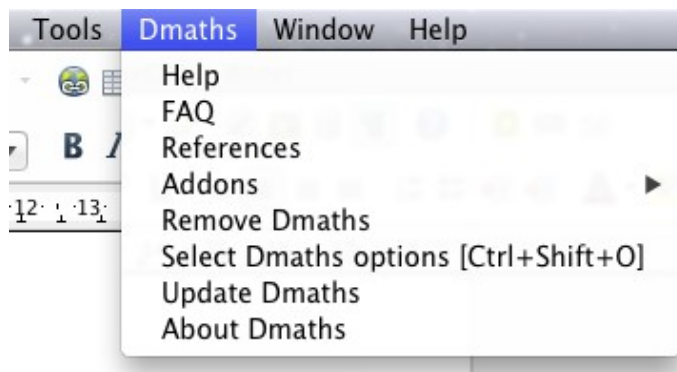 Tools Dmaths Window Help
Help
FAQ
B I
References
Addons
12 13
Remove Dmaths
Select Dmaths options [Ctrl+Shift+O]
Update Dmaths
About Dmaths